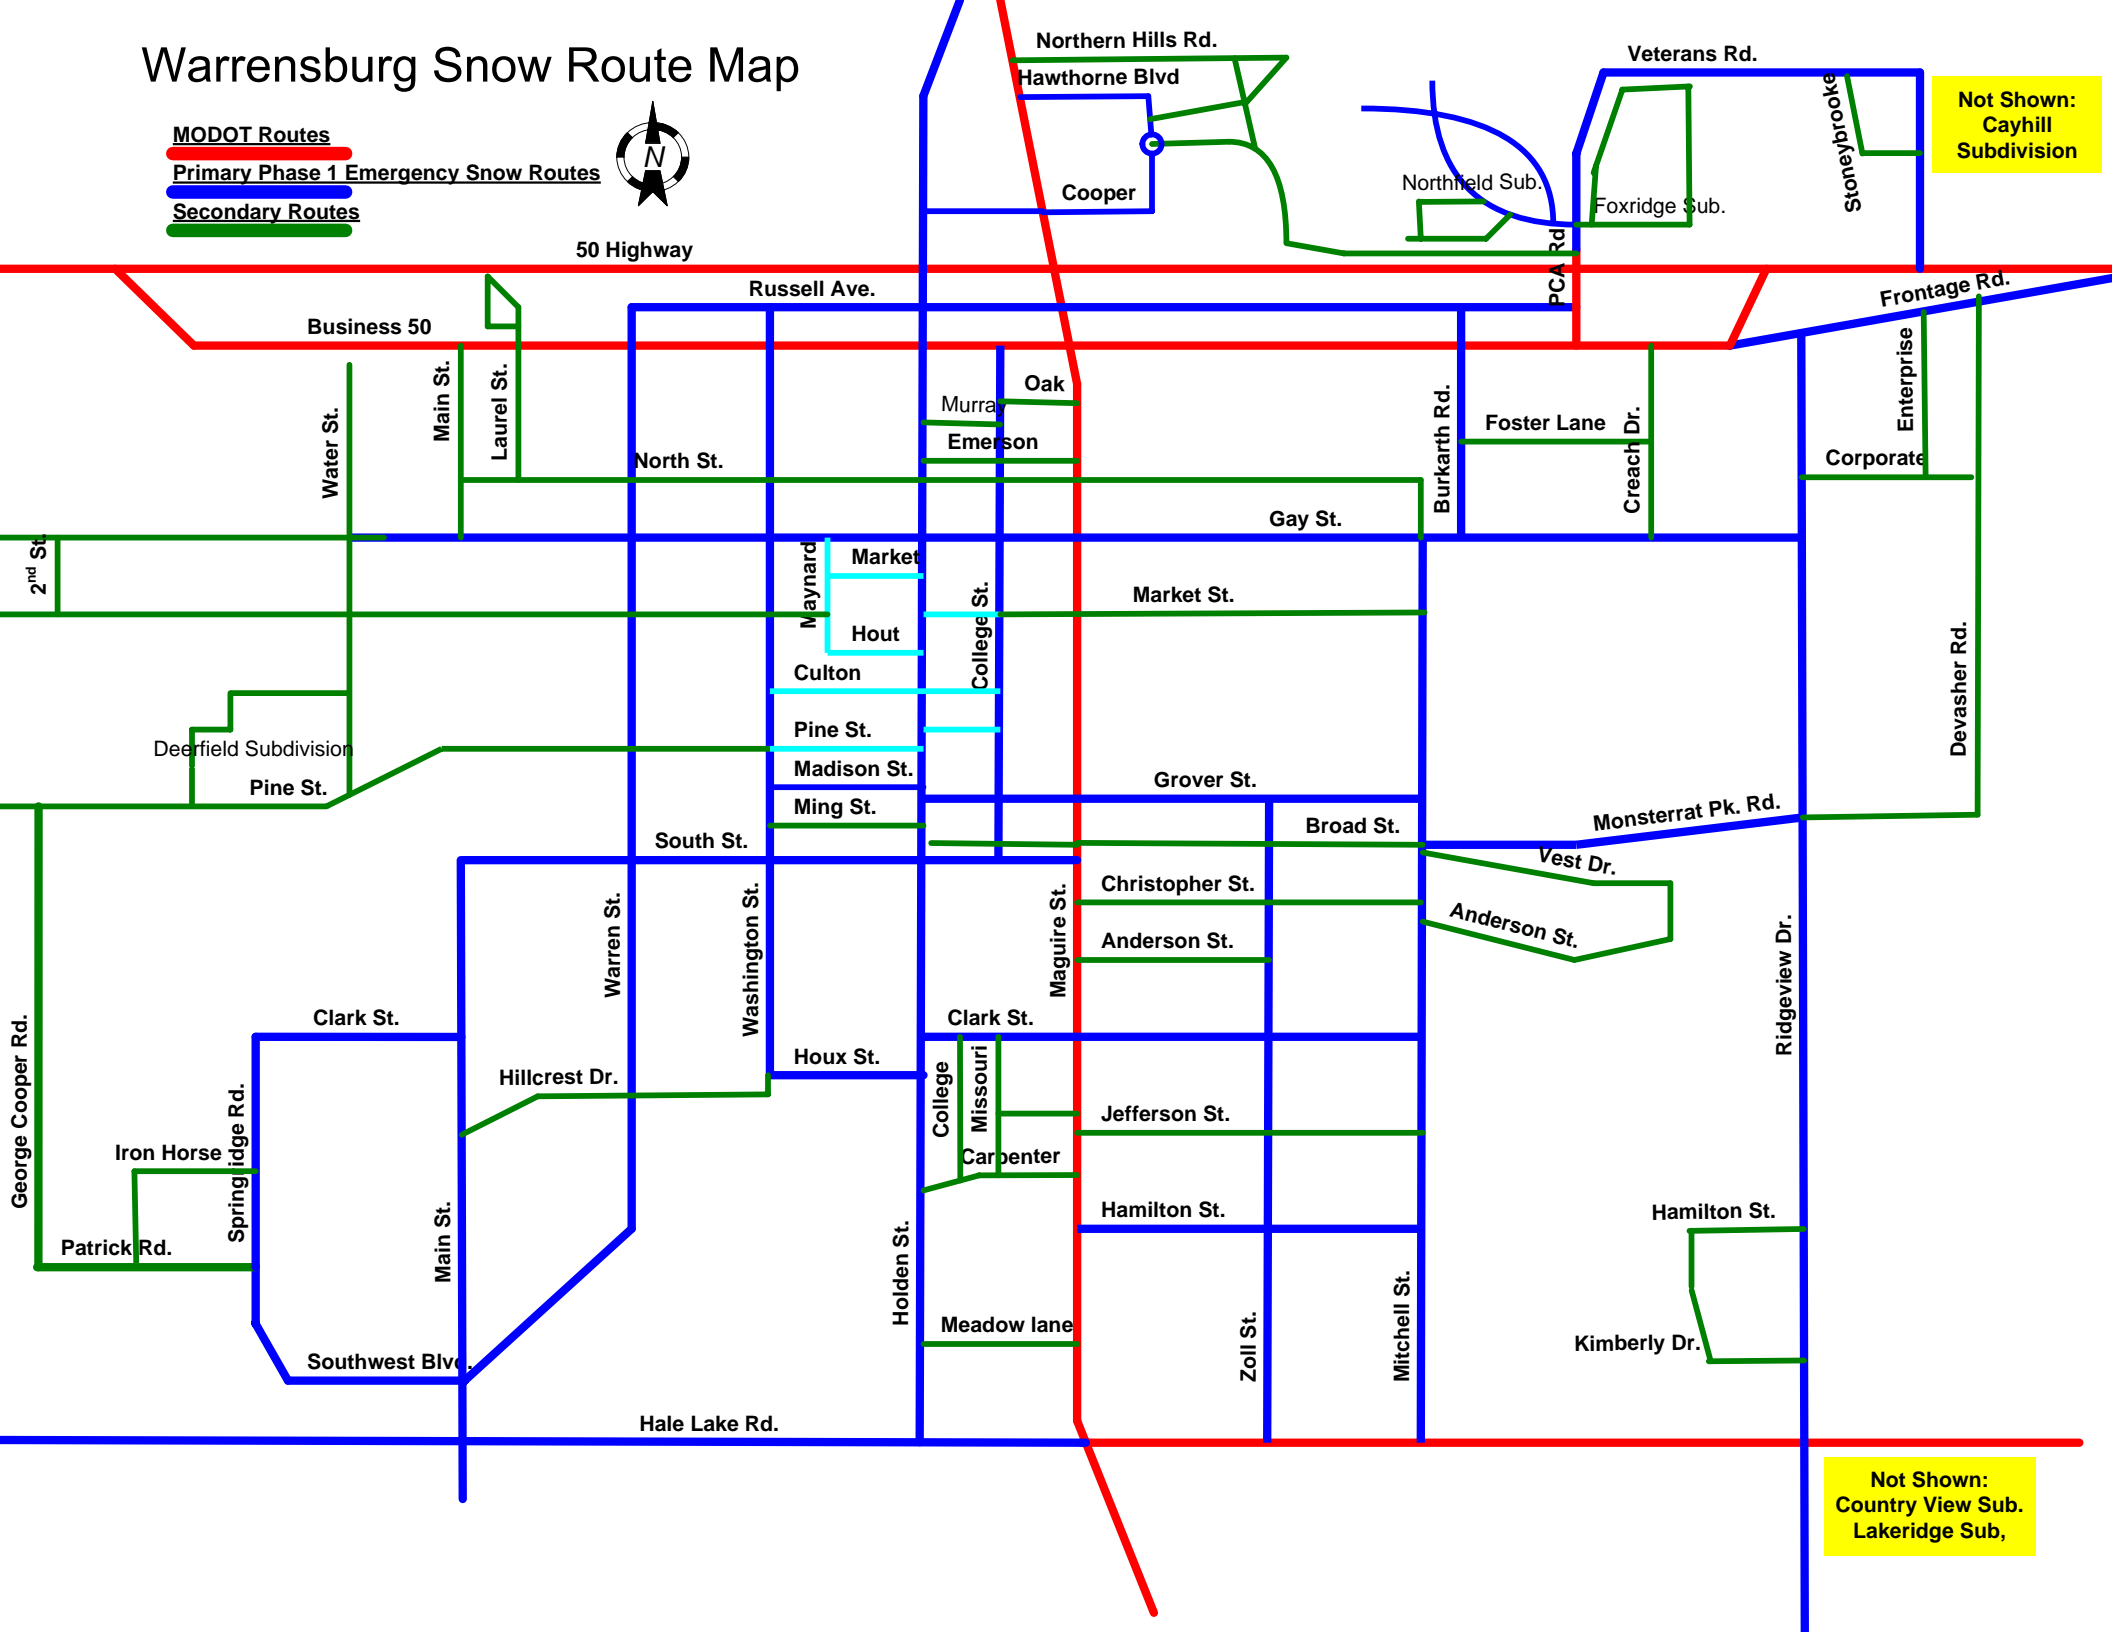 Warrensburg Snow Route Map
MODOT Routes
Primary Phase 1 Emergency Snow Routes
Secondary Routes
N
Northern Hills Rd.
Hawthorne Blvd
Cooper
Veterans Rd.
Stoneybrooke
Not Shown:
Cayhill
Subdivision
Northfield Sub.
Foxridge Sub.
PCA Rd
50 Highway
Russell Ave.
Business 50
Frontage Rd.
Water St.
Main St.
Laurel St.
Oak
Murray
Emerson
North St.
Burkarth Rd.
Foster Lane
Creach Dr.
Enterprise
Corporate
Gay St.
2nd St.
Maynard
Market
Hout
College St.
Market St.
Culton
Pine St.
Madison St.
Ming St.
Deerfield Subdivision
Pine St.
Grover St.
Broad St.
Monsterrat Pk. Rd.
Devasher Rd.
South St.
Vest Dr.
Christopher St.
Anderson St.
Anderson St.
Warren St.
Washington St.
Maguire St.
Ridgeview Dr.
George Cooper Rd.
Clark St.
Clark St.
Houx St.
Hillcrest Dr.
College
Missouri
Springridge Rd.
Iron Horse
Patrick Rd.
Jefferson St.
Carpenter
Main St.
Hamilton St.
Hamilton St.
Holden St.
Meadow lane
Zoll St.
Mitchell St.
Kimberly Dr.
Southwest Blvd.
Hale Lake Rd.
Not Shown:
Country View Sub.
Lakeridge Sub,